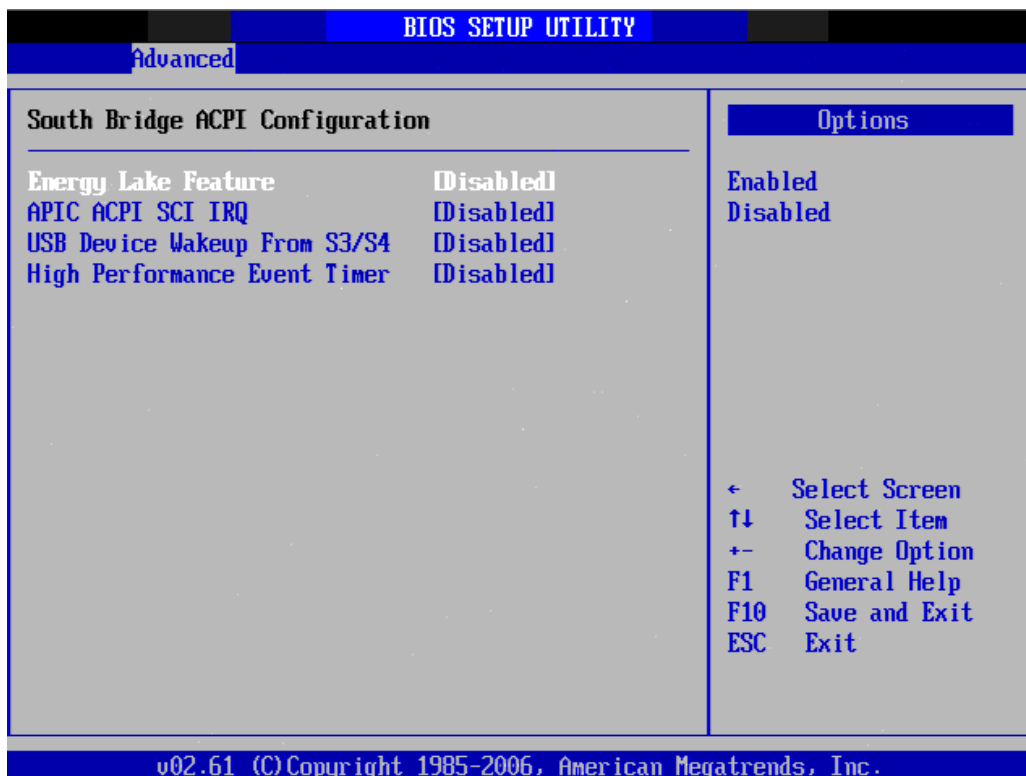 BIOS SETUP UTILITY
Advanced
South Bridge ACPI Configuration
Energy Lake Feature [Disabled]
APIC ACPI SCI IRQ [Disabled]
USB Device Wakeup From S3/S4 [Disabled]
High Performance Event Timer [Disabled]
Options
Enabled
Disabled
← Select Screen
↑↓ Select Item
+- Change Option
F1 General Help
F10 Save and Exit
ESC Exit
v02.61 (C)Copyright 1985-2006, American Megatrends, Inc.